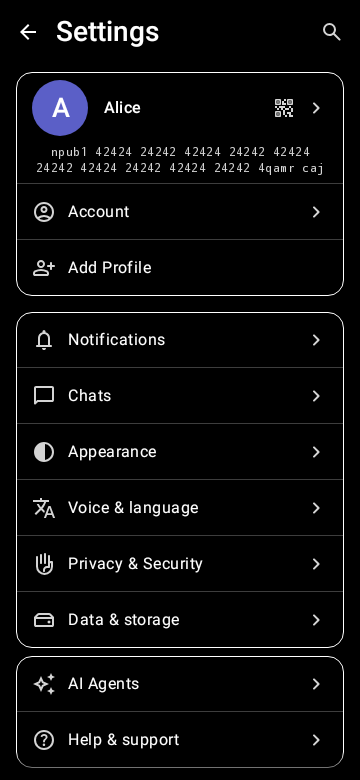 Settings
A
Alice
npub1 42424 24242 42424 24242 42424
24242 42424 24242 42424 24242 4qamr caj
Account
Add Profile
Notifications
Chats
Appearance
Voice & language
Privacy & Security
Data & storage
AI Agents
Help & support